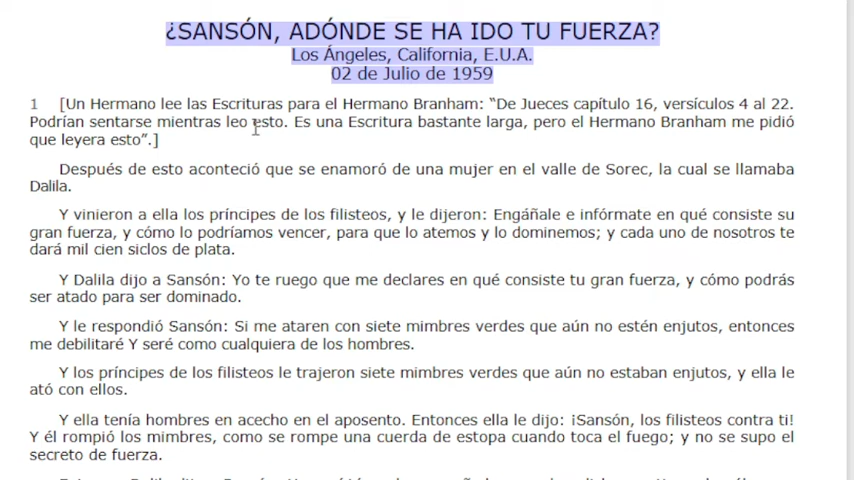 ¿SANSÓN, ADÓNDE SE HA IDO TU FUERZA?
Los Ángeles, California, E.U.A.
02 de Julio de 1959
1 [Un Hermano lee las Escrituras para el Hermano Branham: “De Jueces capítulo 16, versículos 4 al 22.
Podrían sentarse mientras leo esto. Es una Escritura bastante larga, pero el Hermano Branham me pidió
que leyera esto”.]
Después de esto aconteció que se enamoró de una mujer en el valle de Sorec, la cual se llamaba
Dalila.
Y vinieron a ella los príncipes de los filisteos, y le dijeron: Engáñale e infórmate en qué consiste su
gran fuerza, y cómo lo podríamos vencer, para que lo atemos y lo dominemos; y cada uno de nosotros te
dará mil cien siclos de plata.
Y Dalila dijo a Sansón: Yo te ruego que me declares en qué consiste tu gran fuerza, y cómo podrás
ser atado para ser dominado.
Y le respondió Sansón: Si me ataren con siete mimbres verdes que aún no estén enjutos, entonces
me debilitaré Y seré como cualquiera de los hombres.
Y los príncipes de los filisteos le trajeron siete mimbres verdes que aún no estaban enjutos, y ella le
ató con ellos.
Y ella tenía hombres en acecho en el aposento. Entonces ella le dijo: ¡Sansón, los filisteos contra ti!
Y él rompió los mimbres, como se rompe una cuerda de estopa cuando toca el fuego; y no se supo el
secreto de fuerza.